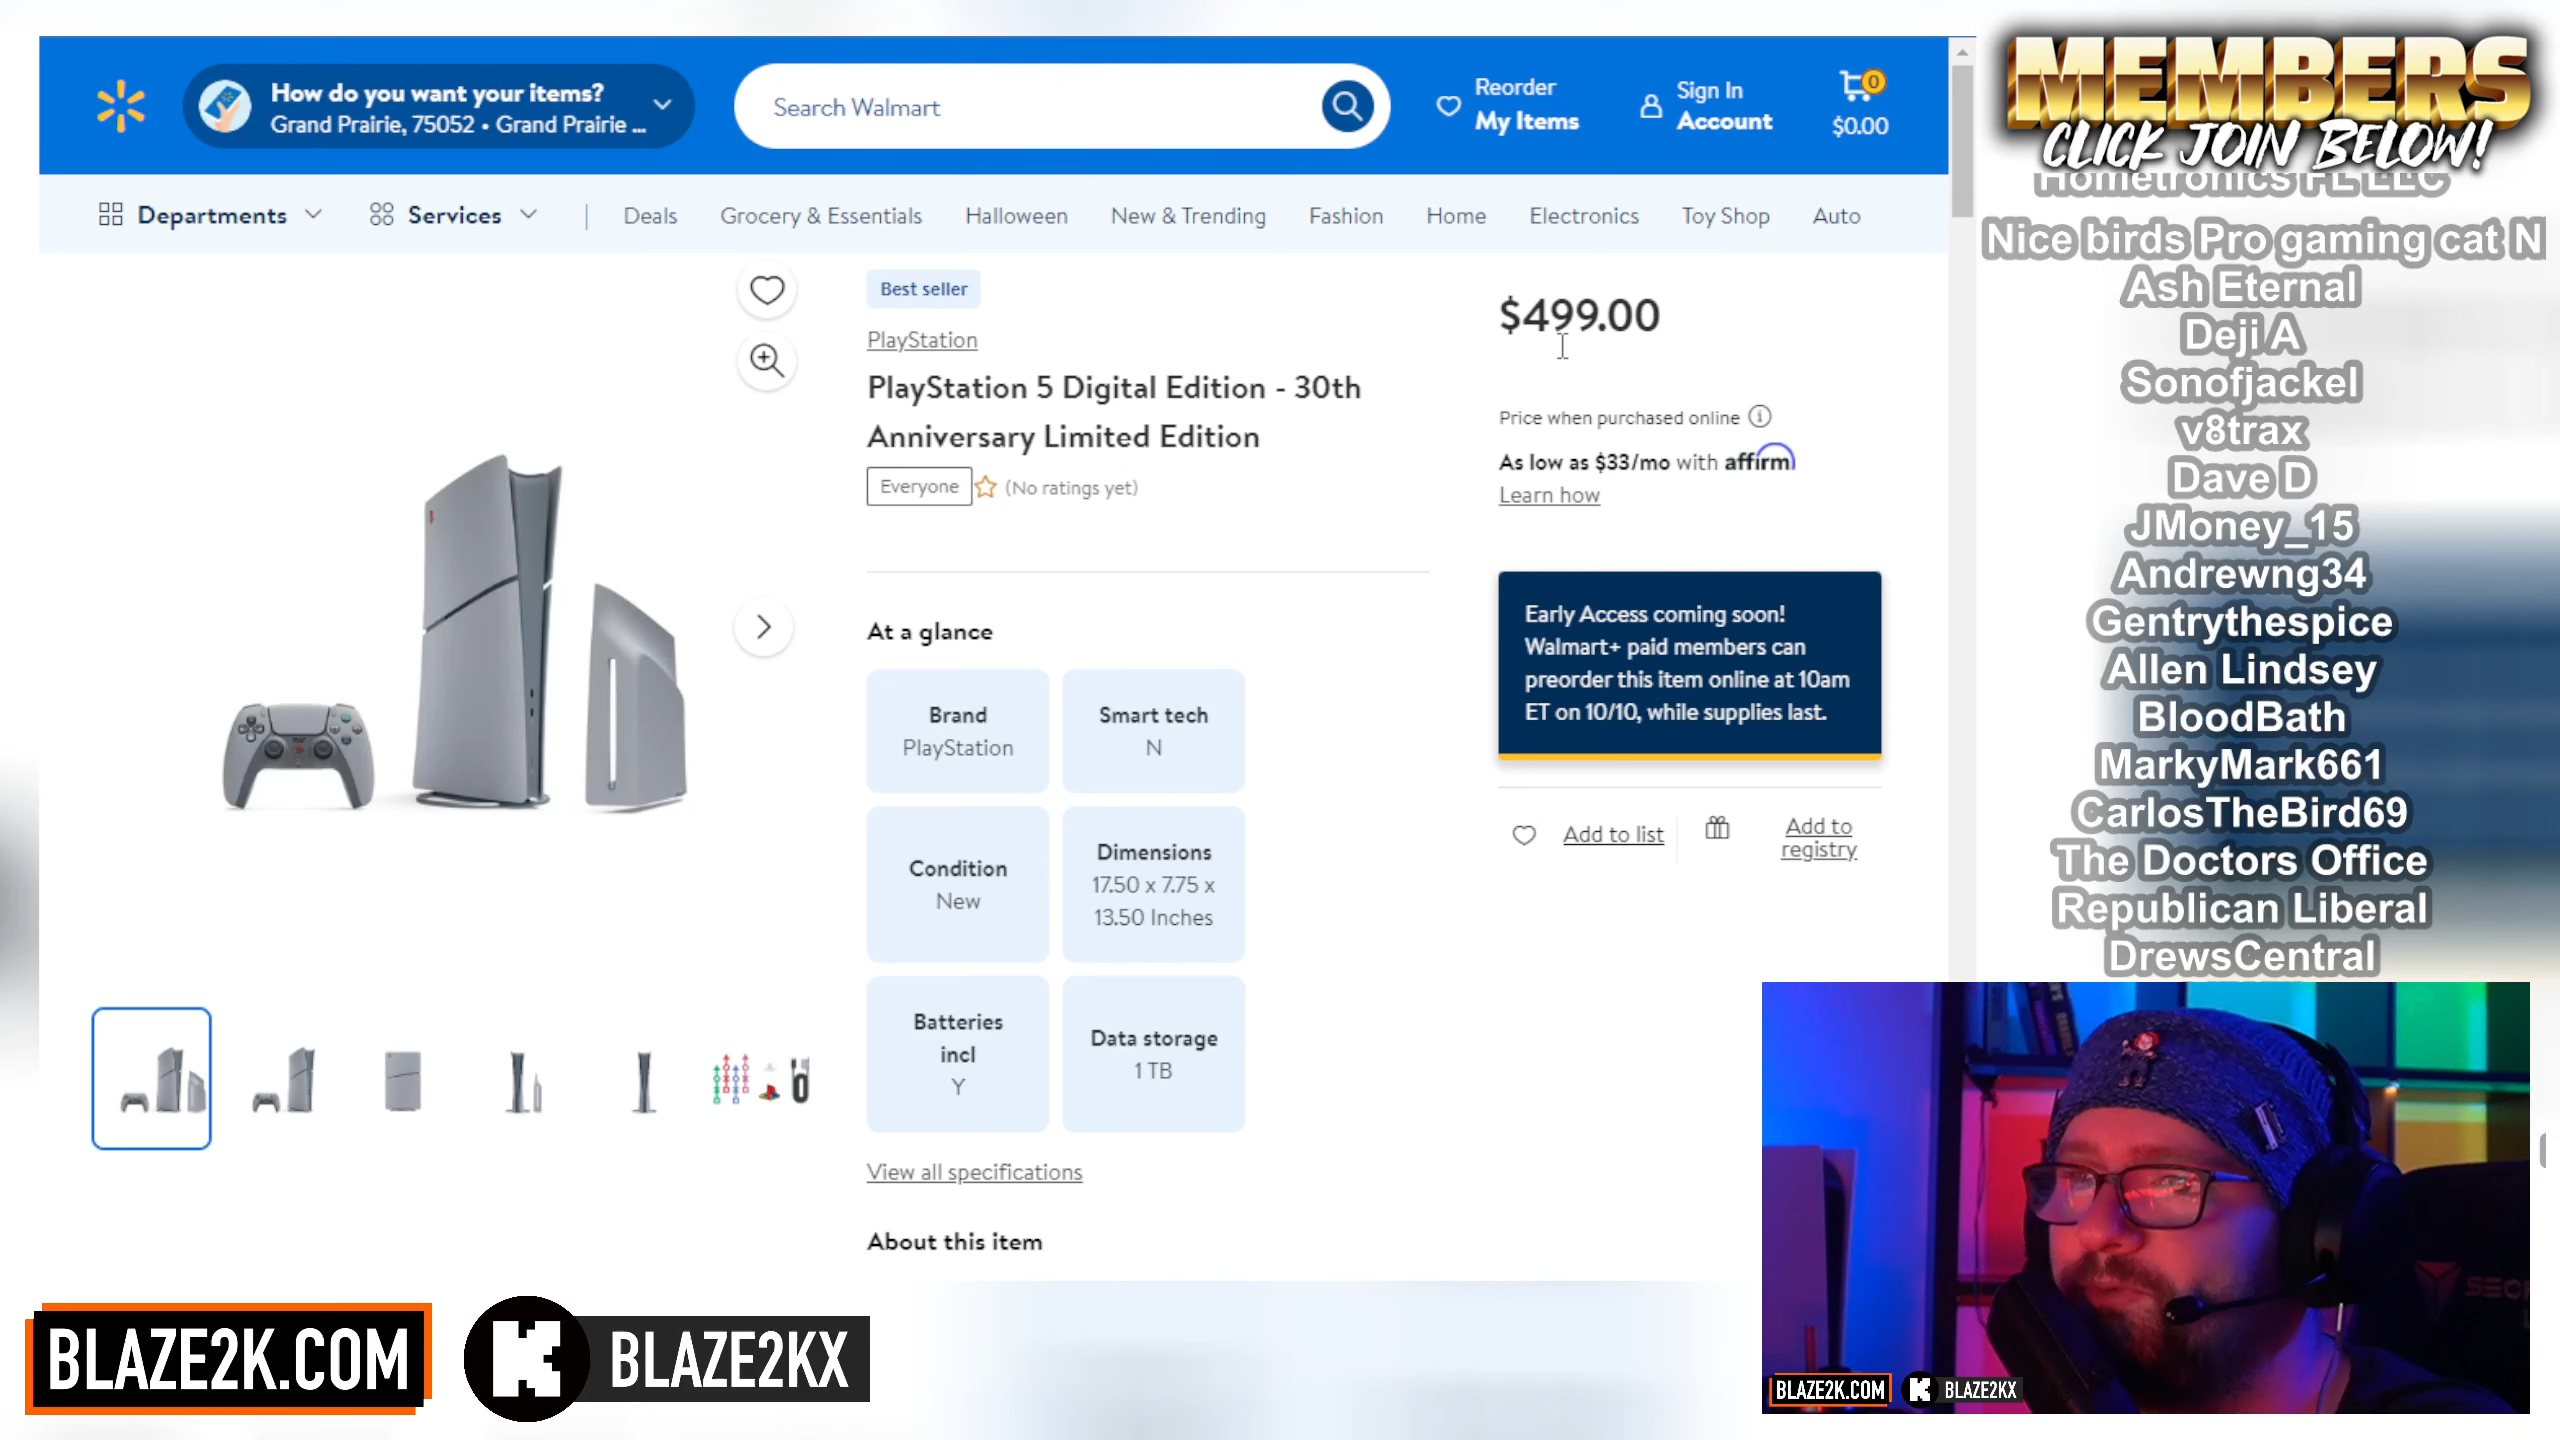 How do you want your items?
Grand Prairie, 75052 • Grand Prairie ...
Search Walmart
Reorder
My Items
Sign In
Account
0
$0.00
Departments
Services
Deals
Grocery & Essentials
Halloween
New & Trending
Fashion
Home
Electronics
Toy Shop
Auto
Best seller
PlayStation
PlayStation 5 Digital Edition - 30th
Anniversary Limited Edition
Everyone
(No ratings yet)
At a glance
Brand
PlayStation
Smart tech
N
Condition
New
Dimensions
17.50 x 7.75 x
13.50 Inches
Batteries
incl
Y
Data storage
1 TB
View all specifications
About this item
$499.00
Price when purchased online
As low as $33/mo with affirm
Learn how
Early Access coming soon!
Walmart+ paid members can
preorder this item online at 10am
ET on 10/10, while supplies last.
Add to list
Add to
registry
MEMBERS
CLICK JOIN BELOW!
Hometronics FL LLC
Nice birds Pro gaming cat N
Ash Eternal
Deji A
Sonofjackel
v8trax
Dave D
JMoney_15
Andrewng34
Gentrythespice
Allen Lindsey
BloodBath
MarkyMark661
CarlosTheBird69
The Doctors Office
Republican Liberal
DrewsCentral
BLAZE2K.COM
BLAZE2KX
BLAZE2K.COM
BLAZE2KX